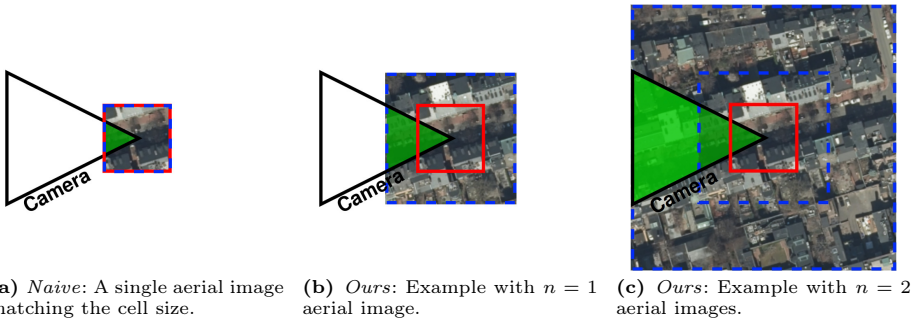 Camera
Camera
Camera
a) Naive: A single aerial image
matching the cell size.
(b) Ours: Example with n = 1
aerial image.
(c) Ours: Example with n = 2
aerial images.